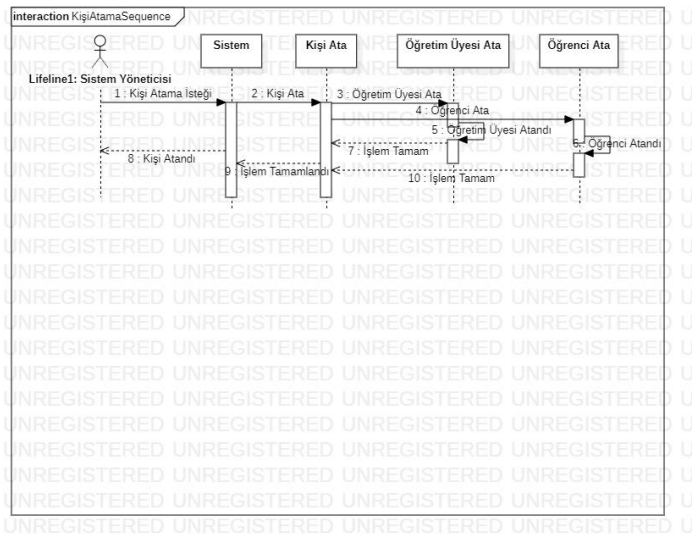 interaction KişiAtamaSequence
Sistem
Kişi Ata
Öğretim Üyesi Ata
Öğrenci Ata
Lifeline1: Sistem Yöneticisi
1 : Kişi Atama İsteği
2 : Kişi Ata
3 : Öğretim Üyesi Ata
4 : Öğrenci Ata
5 : Öğretim Üyesi Atandı
6 : Öğrenci Atandı
7 : İşlem Tamam
8 : Kişi Atandı
9 : İşlem Tamamlandı
10 : İşlem Tamam
UNREGISTERED